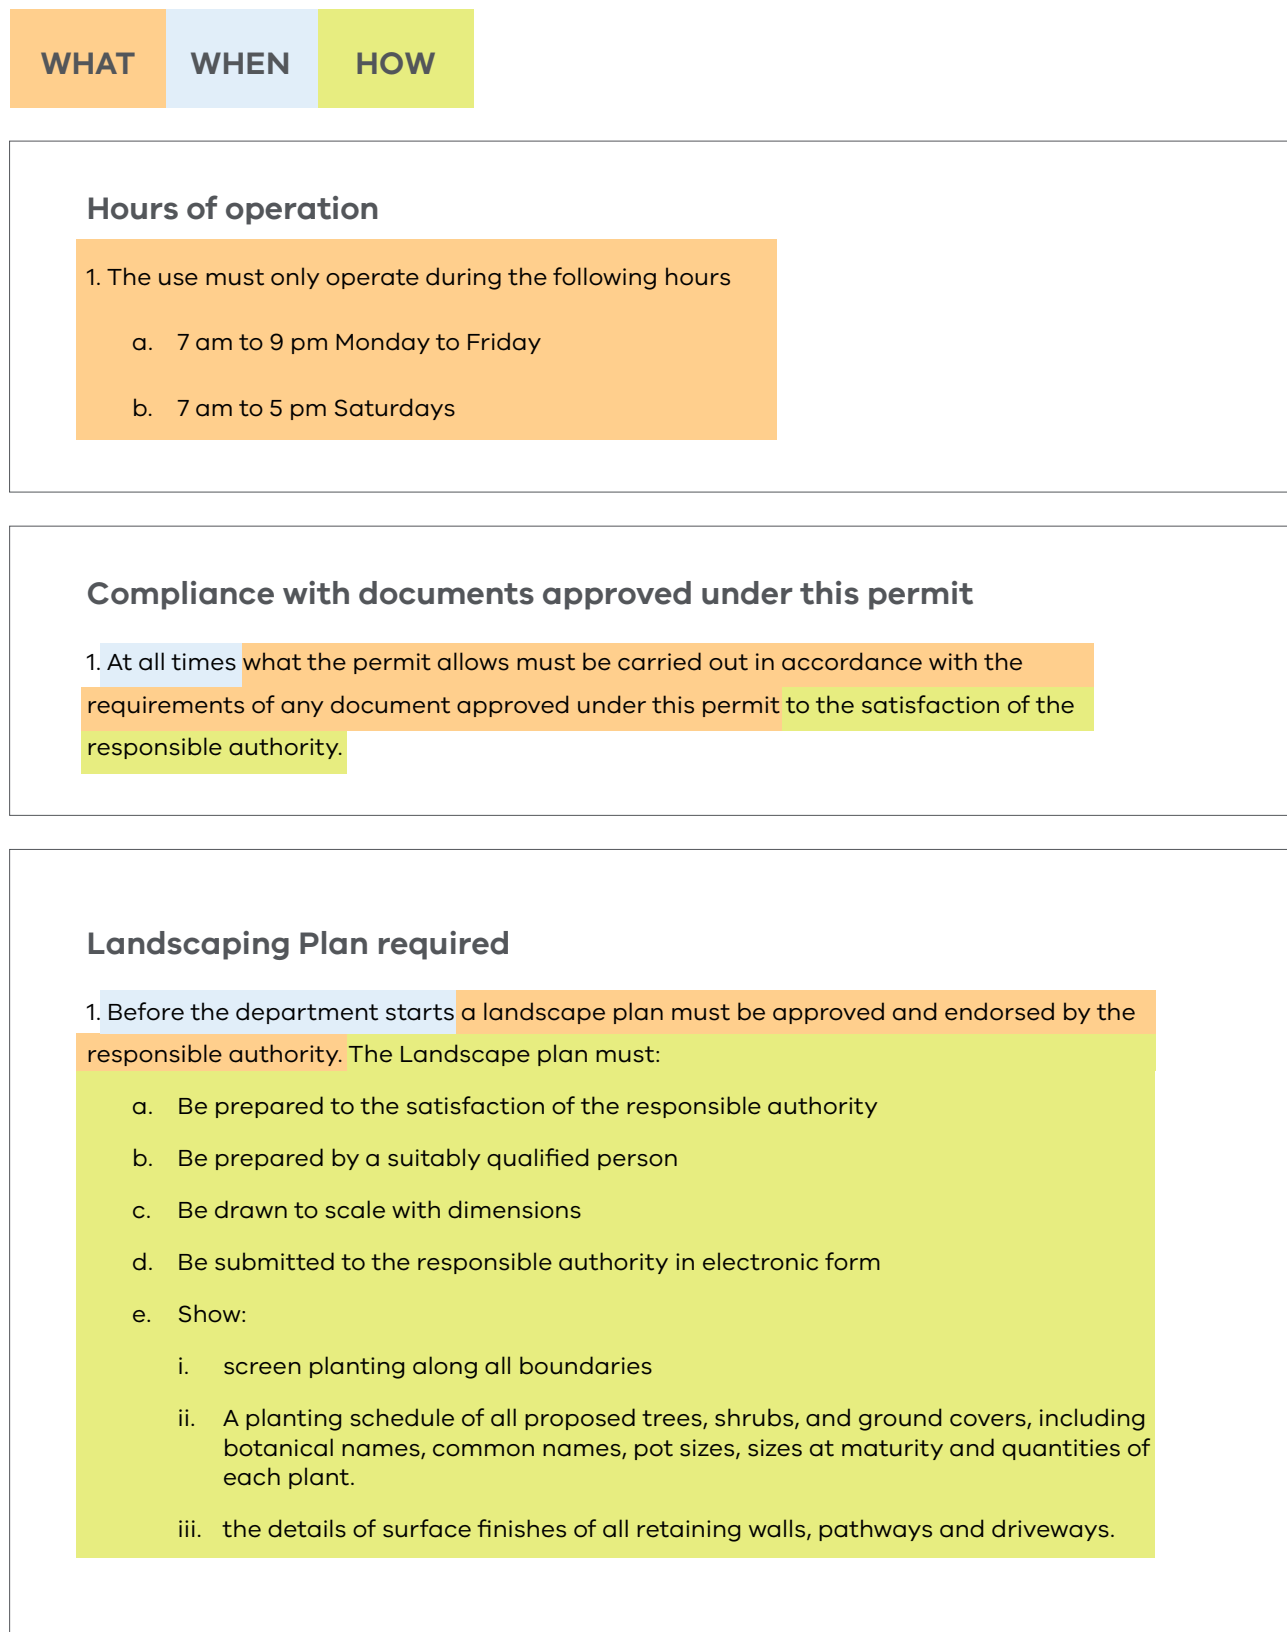 WHAT WHEN HOW
Hours of operation
1. The use must only operate during the following hours
a. 7 am to 9 pm Monday to Friday
b. 7 am to 5 pm Saturdays
Compliance with documents approved under this permit
1. At all times what the permit allows must be carried out in accordance with the
requirements of any document approved under this permit to the satisfaction of the
responsible authority.
Landscaping Plan required
1. Before the department starts a landscape plan must be approved and endorsed by the
responsible authority. The Landscape plan must:
a. Be prepared to the satisfaction of the responsible authority
b. Be prepared by a suitably qualified person
c. Be drawn to scale with dimensions
d. Be submitted to the responsible authority in electronic form
e. Show:
i. screen planting along all boundaries
ii. A planting schedule of all proposed trees, shrubs, and ground covers, including
botanical names, common names, pot sizes, sizes at maturity and quantities of
each plant.
iii. the details of surface finishes of all retaining walls, pathways and driveways.